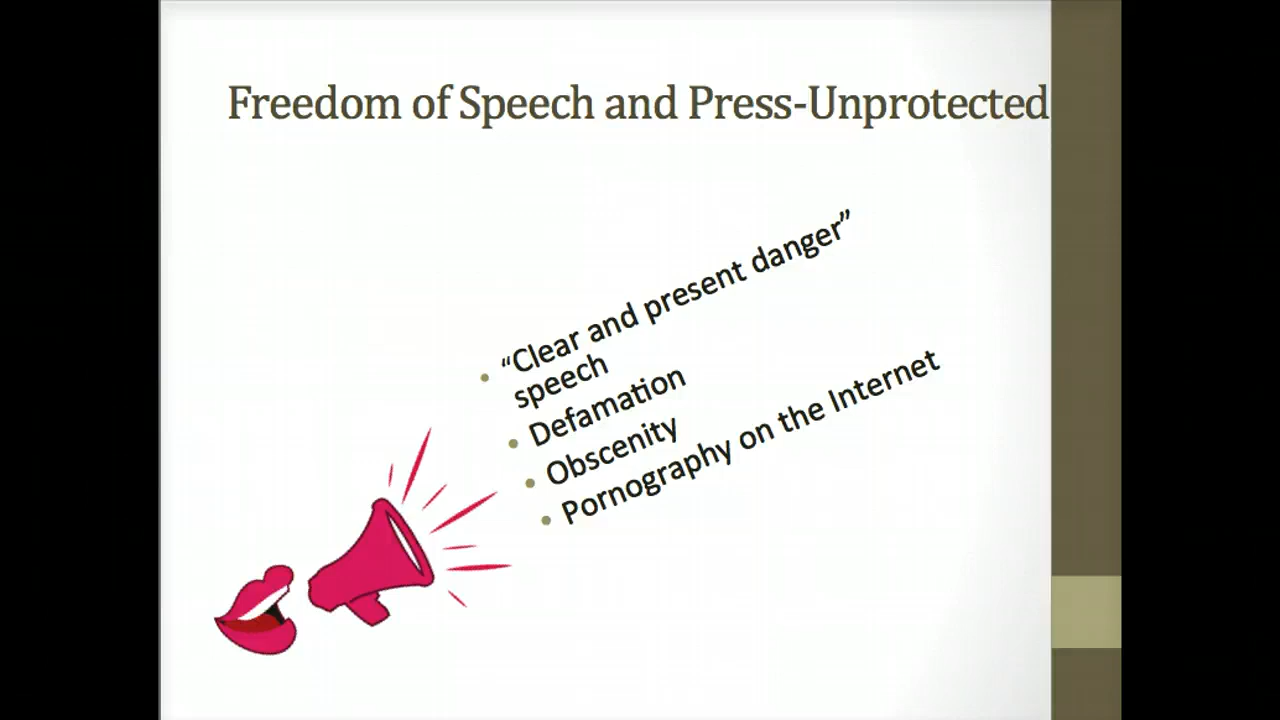 Freedom of Speech and Press-Unprotected
• “Clear and present danger”
speech
• Defamation
• Obscenity
• Pornography on the Internet